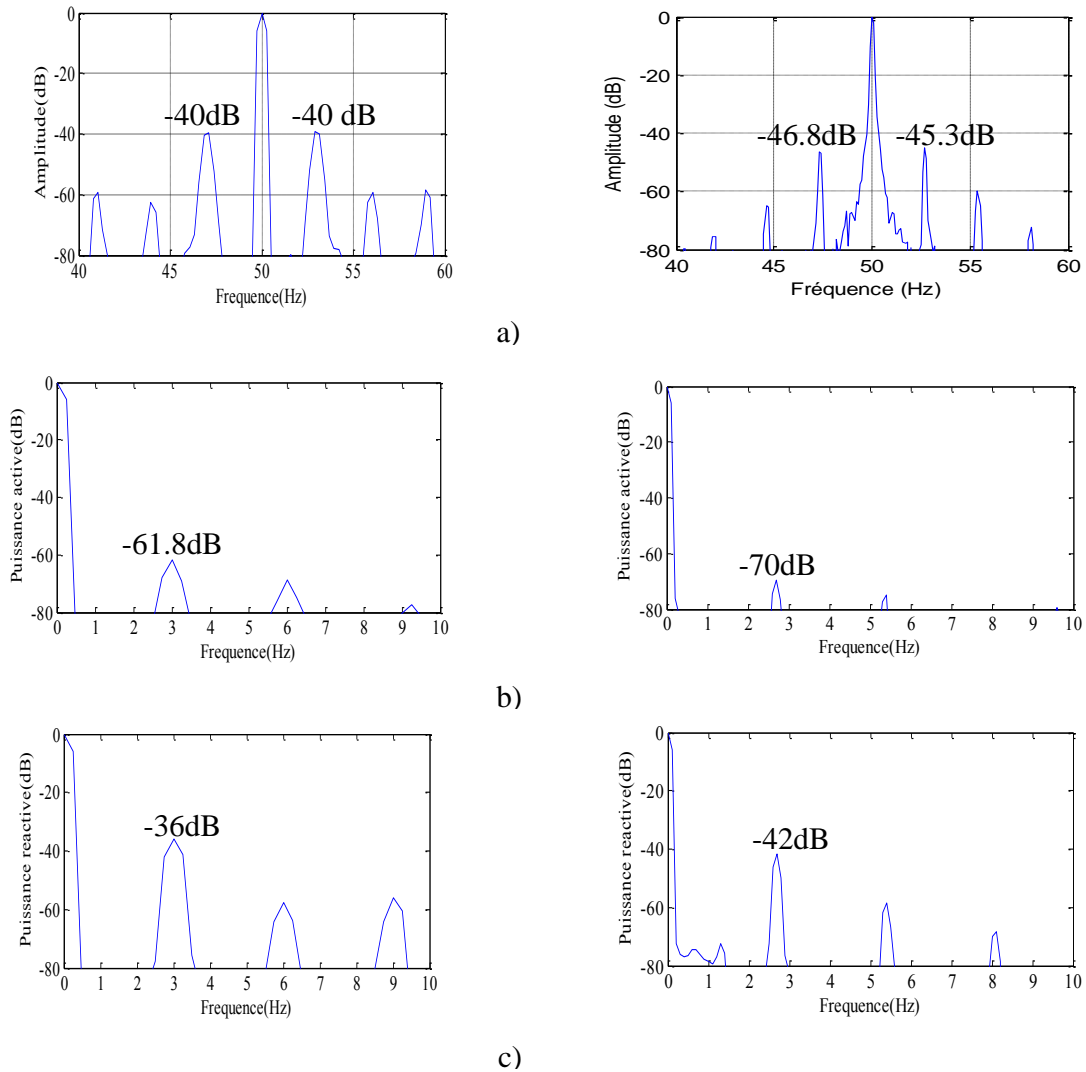 0
-20
-40
-60
-80
Amplitude(dB)
-40dB
-40 dB
40 45 50 55 60
Frequence(Hz)
0
-20
-40
-60
-80
Amplitude (dB)
-46.8dB
-45.3dB
40 45 50 55 60
Fréquence (Hz)
a)
0
-20
-40
-60
-80
Puissance active(dB)
-61.8dB
0 1 2 3 4 5 6 7 8 9 10
Frequence(Hz)
0
-20
-40
-60
-80
Puissance active(dB)
-70dB
0 1 2 3 4 5 6 7 8 9 10
Frequence(Hz)
b)
0
-20
-40
-60
-80
Puissance reactive(dB)
-36dB
0 1 2 3 4 5 6 7 8 9 10
Frequence(Hz)
0
-20
-40
-60
-80
Puissance reactive(dB)
-42dB
0 1 2 3 4 5 6 7 8 9 10
Frequence(Hz)
c)